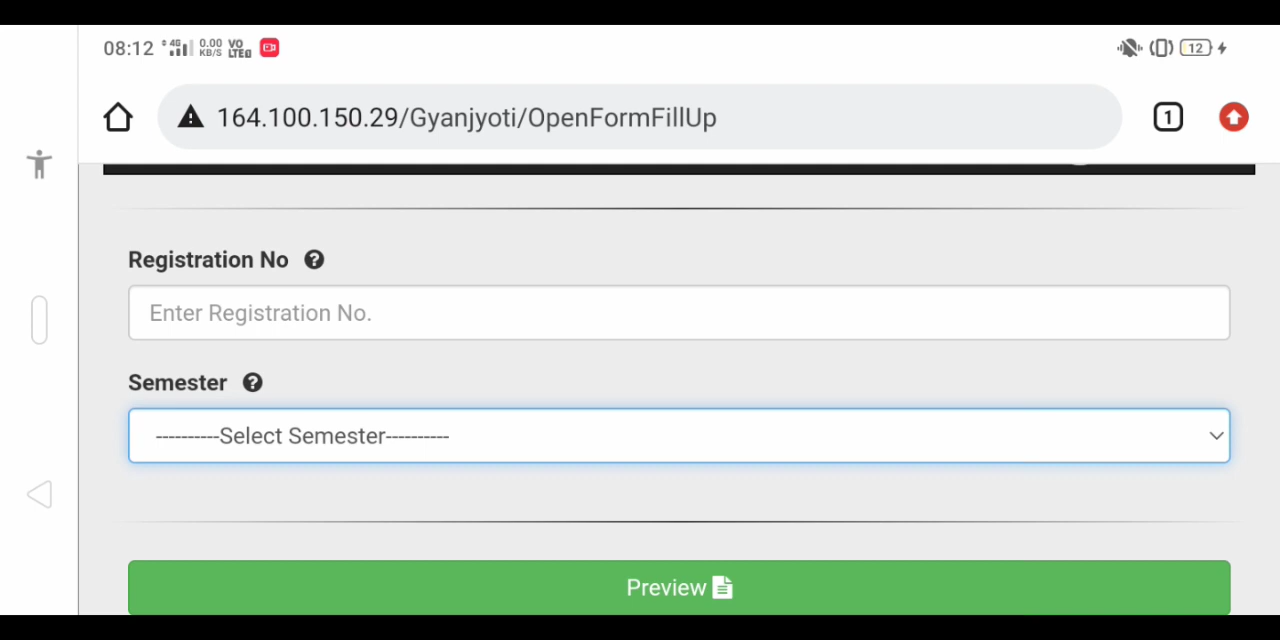 08:12 4G 0.00 KB/S VO LTE 12
164.100.150.29/Gyanjyoti/OpenFormFillUp 1
Registration No ?
Enter Registration No.
Semester ?
----------Select Semester----------
Preview